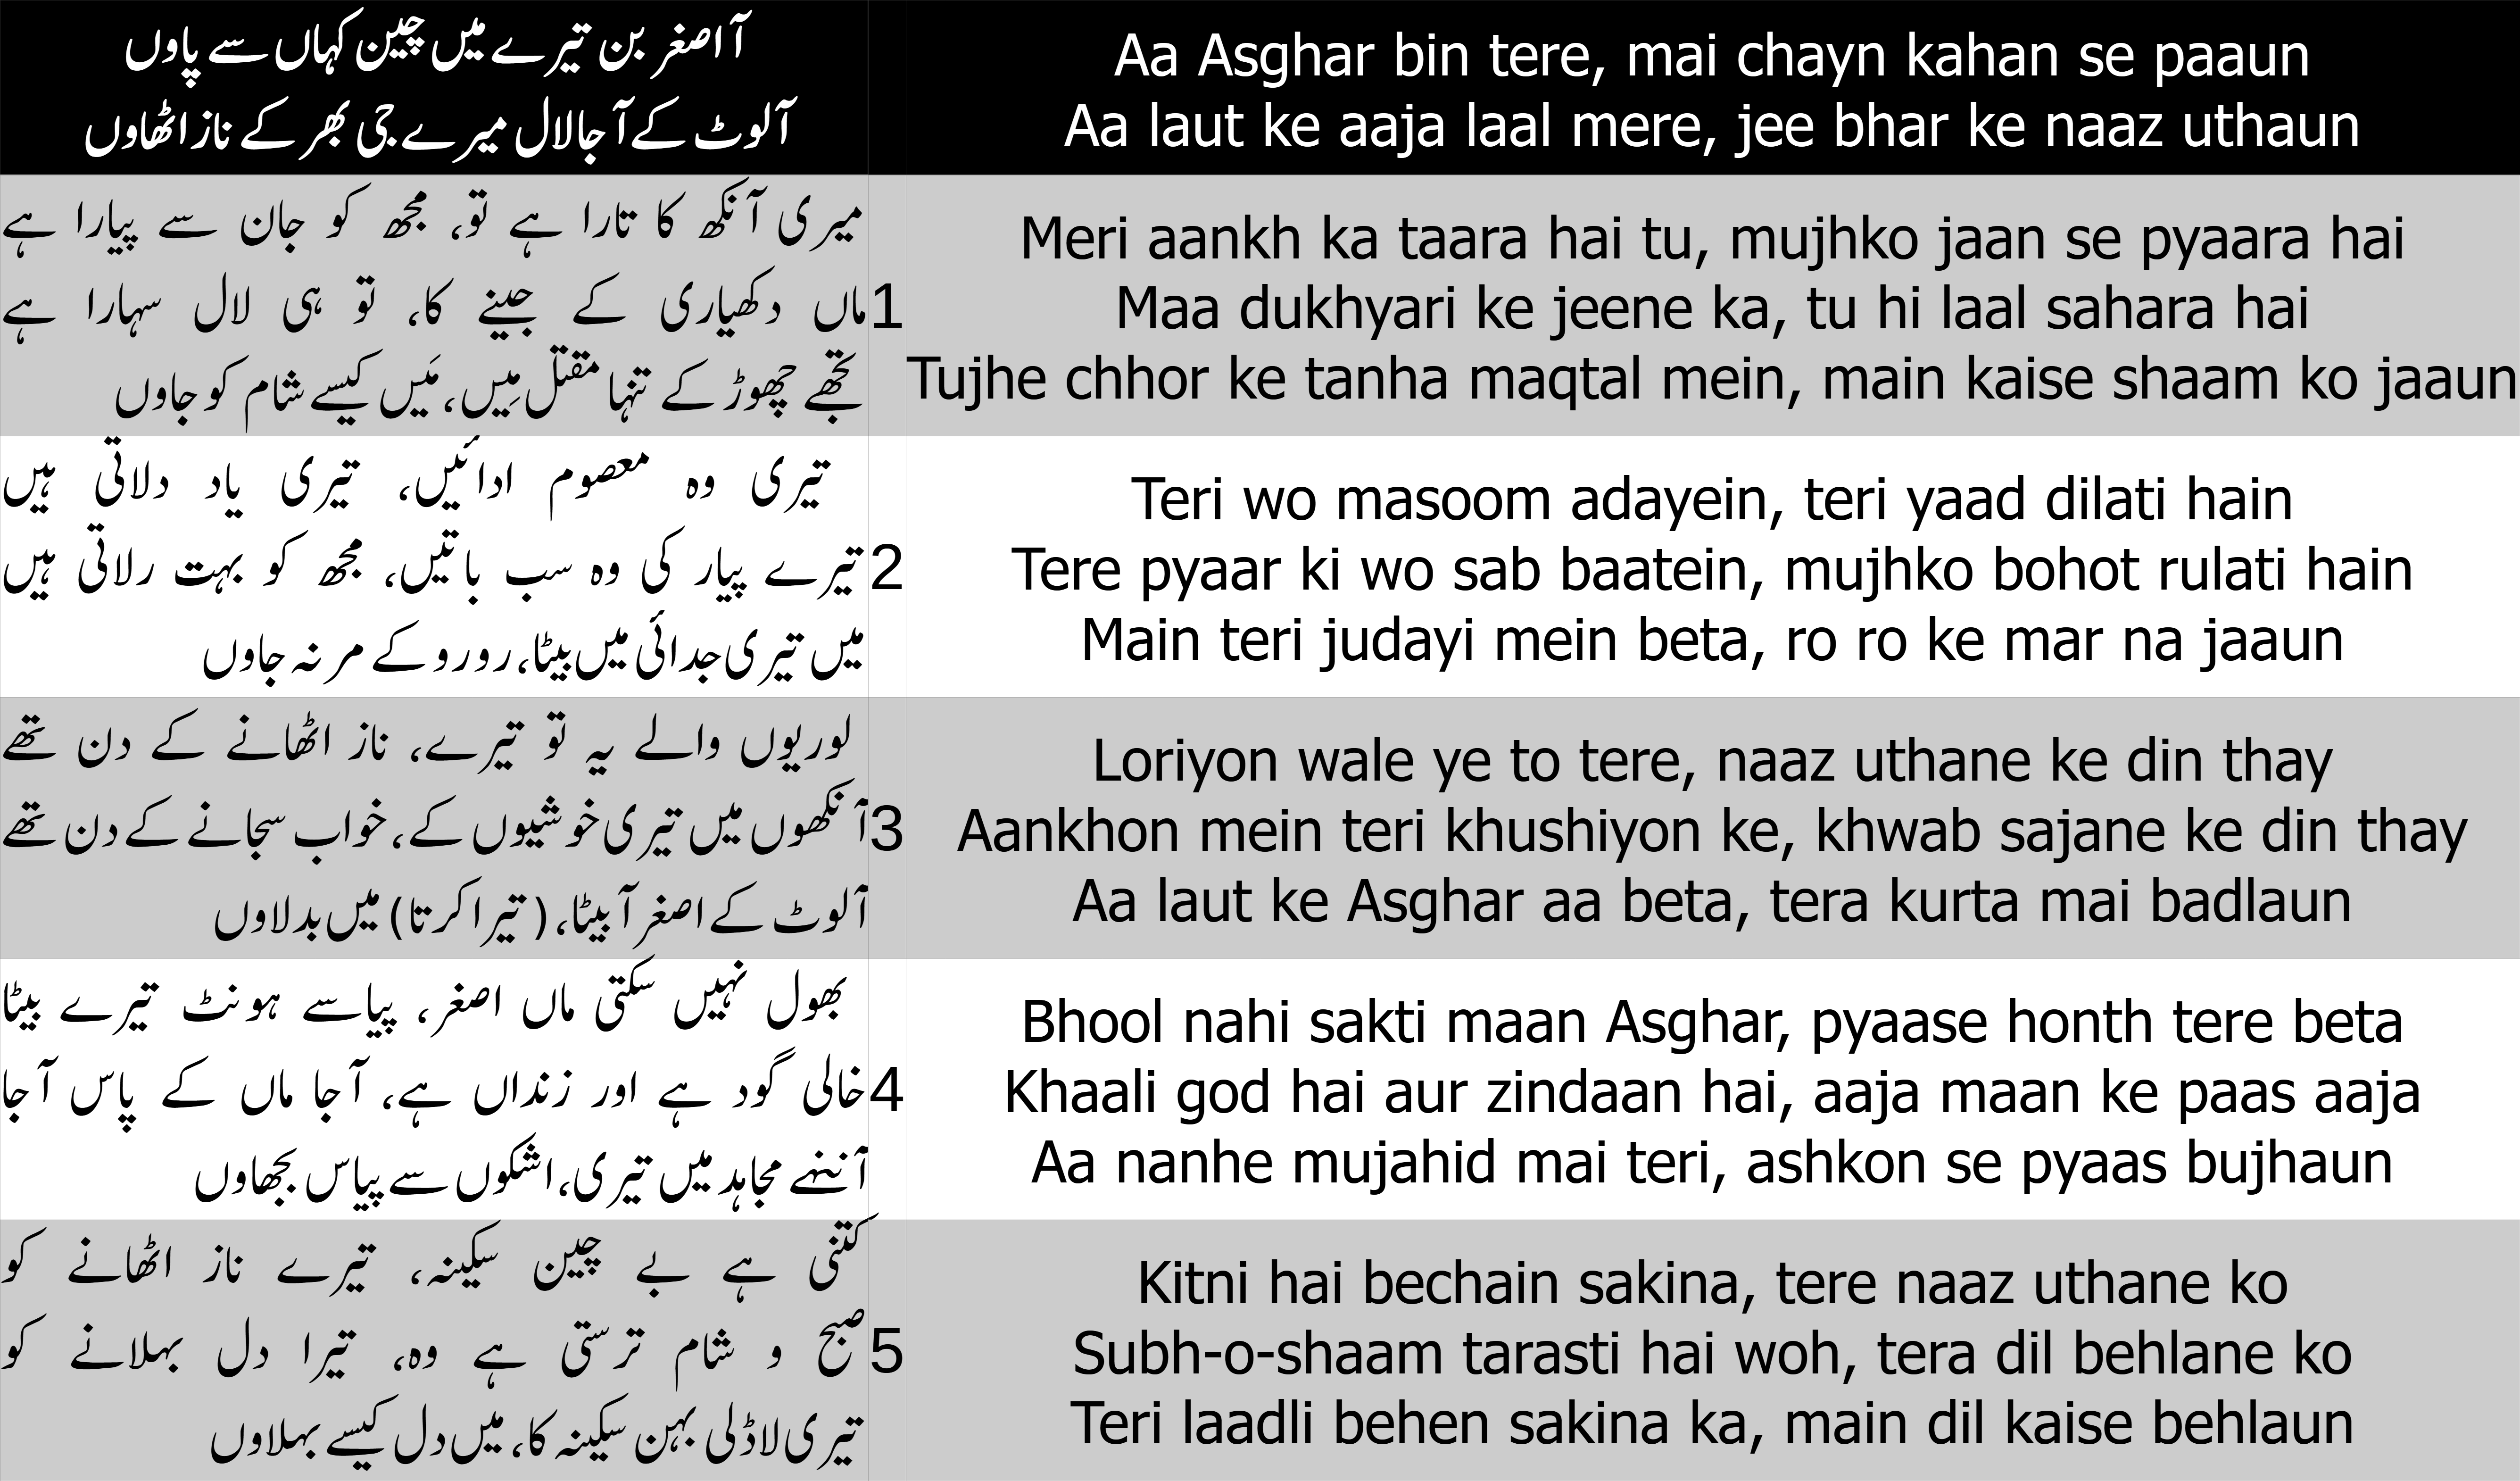 آ اصغر بن تیرے میں چین کہاں سے پاوں
آ لوٹ کے آ جا لال میرے جی بھر کے ناز اٹھاوں
Aa Asghar bin tere, mai chayn kahan se paaun
Aa laut ke aaja laal mere, jee bhar ke naaz uthaun
میری آنکھ کا تارا ہے تو، مجھ کو جان سے پیارا ہے
ماں دکھیاری کے جینے کا، تو ہی لال سہارا ہے
تجھے چھوڑ کے تنہا مقتل مِیں، مَیں کیسے شام کو جاوں
1
Meri aankh ka taara hai tu, mujhko jaan se pyaara hai
Maa dukhyari ke jeene ka, tu hi laal sahara hai
Tujhe chhor ke tanha maqtal mein, main kaise shaam ko jaaun
تیری وہ معصوم ادائیں، تیری یاد دلاتی ہیں
تیرے پیار کی وہ سب باتیں، مجھ کو بہت رلاتی ہیں
میں تیری جدائی میں بیٹا، رو رو کے مر نہ جاوں
2
Teri wo masoom adayein, teri yaad dilati hain
Tere pyaar ki wo sab baatein, mujhko bohot rulati hain
Main teri judayi mein beta, ro ro ke mar na jaaun
لوریوں والے یہ تو تیرے، ناز اٹھانے کے دن تھے
آنکھوں میں تیری خوشیوں کے، خواب سجانے کے دن تھے
آ لوٹ کے اصغر آ بیٹا، (تیرا کرتا) میں بدلاوں
3
Loriyon wale ye to tere, naaz uthane ke din thay
Aankhon mein teri khushiyon ke, khwab sajane ke din thay
Aa laut ke Asghar aa beta, tera kurta mai badlaun
بھول نہیں سکتی ماں اصغر، پیاسے ہونٹ تیرے بیٹا
خالی گود ہے اور زنداں ہے، آ جا ماں کے پاس آ جا
آ ننہے مجاہد میں تیری، اشکوں سے پیاس بجھاوں
4
Bhool nahi sakti maan Asghar, pyaase honth tere beta
Khaali god hai aur zindaan hai, aaja maan ke paas aaja
Aa nanhe mujahid mai teri, ashkon se pyaas bujhaun
کتنی ہے بے چین سکینہ، تیرے ناز اٹھانے کو
صبح و شام ترستی ہے وہ، تیرا دل بہلانے کو
تیری لاڈلی بہن سکینہ کا، میں دل کیسے بہلاوں
5
Kitni hai bechain sakina, tere naaz uthane ko
Subh-o-shaam tarasti hai woh, tera dil behlane ko
Teri laadli behen sakina ka, main dil kaise behlaun